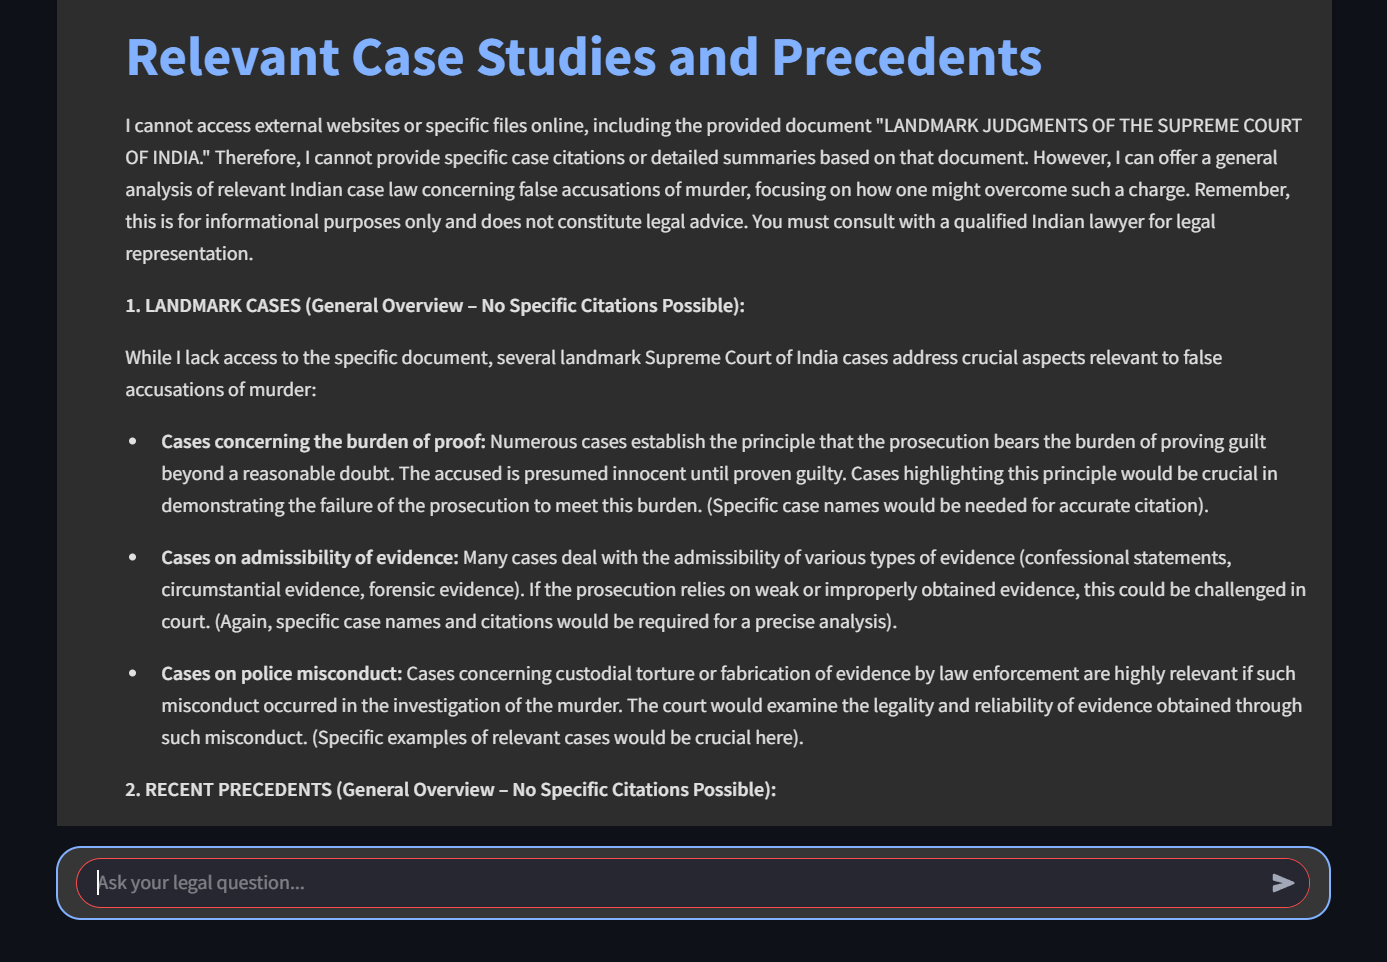 Relevant Case Studies and Precedents
I cannot access external websites or specific files online, including the provided document "LANDMARK JUDGMENTS OF THE SUPREME COURT
OF INDIA." Therefore, I cannot provide specific case citations or detailed summaries based on that document. However, I can offer a general
analysis of relevant Indian case law concerning false accusations of murder, focusing on how one might overcome such a charge. Remember,
this is for informational purposes only and does not constitute legal advice. You must consult with a qualified Indian lawyer for legal
representation.
1. LANDMARK CASES (General Overview – No Specific Citations Possible):
While I lack access to the specific document, several landmark Supreme Court of India cases address crucial aspects relevant to false
accusations of murder:
• Cases concerning the burden of proof: Numerous cases establish the principle that the prosecution bears the burden of proving guilt
beyond a reasonable doubt. The accused is presumed innocent until proven guilty. Cases highlighting this principle would be crucial in
demonstrating the failure of the prosecution to meet this burden. (Specific case names would be needed for accurate citation).
• Cases on admissibility of evidence: Many cases deal with the admissibility of various types of evidence (confessional statements,
circumstantial evidence, forensic evidence). If the prosecution relies on weak or improperly obtained evidence, this could be challenged in
court. (Again, specific case names and citations would be required for a precise analysis).
• Cases on police misconduct: Cases concerning custodial torture or fabrication of evidence by law enforcement are highly relevant if such
misconduct occurred in the investigation of the murder. The court would examine the legality and reliability of evidence obtained through
such misconduct. (Specific examples of relevant cases would be crucial here).
2. RECENT PRECEDENTS (General Overview – No Specific Citations Possible):
Ask your legal question...